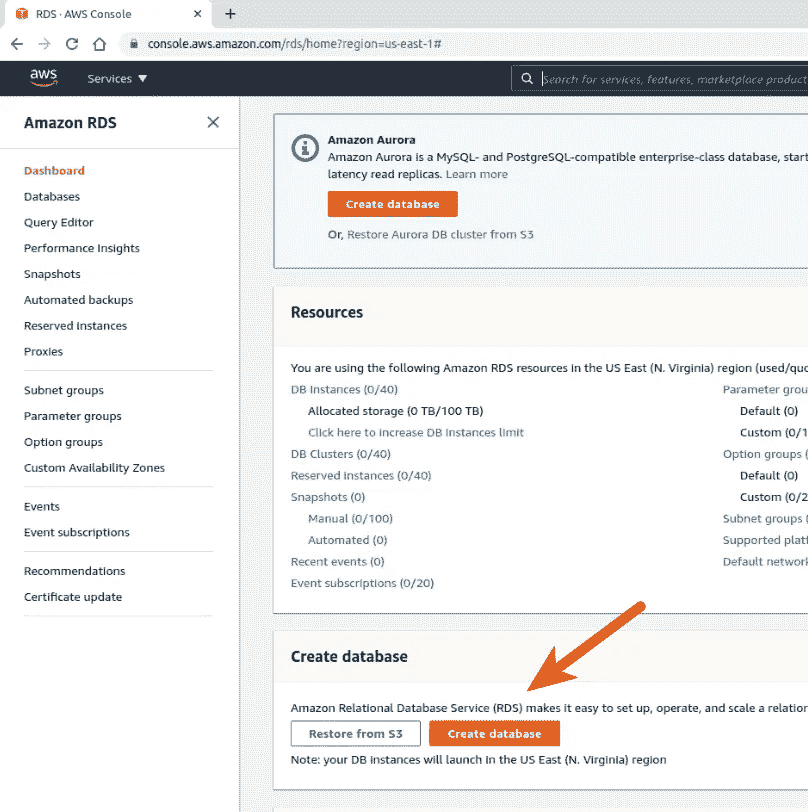 RDS · AWS Console
console.aws.amazon.com/rds/home?region=us-east-1#
aws
Services
Search for services, features, marketplace product
Amazon RDS
Dashboard
Databases
Query Editor
Performance Insights
Snapshots
Automated backups
Reserved instances
Proxies
Subnet groups
Parameter groups
Option groups
Custom Availability Zones
Events
Event subscriptions
Recommendations
Certificate update
Amazon Aurora
Amazon Aurora is a MySQL- and PostgreSQL-compatible enterprise-class database, start
latency read replicas. Learn more
Create database
Or, Restore Aurora DB cluster from S3
Resources
You are using the following Amazon RDS resources in the US East (N. Virginia) region (used/quo
DB Instances (0/40)
Allocated storage (0 TB/100 TB)
Click here to increase DB instances limit
DB Clusters (0/40)
Reserved instances (0/40)
Snapshots (0)
Manual (0/100)
Automated (0)
Recent events (0)
Event subscriptions (0/20)
Parameter grou
Default (0)
Custom (0/1
Option groups (
Default (0)
Custom (0/2
Subnet groups (
Supported platf
Default network
Create database
Amazon Relational Database Service (RDS) makes it easy to set up, operate, and scale a relation
Restore from S3
Create database
Note: your DB instances will launch in the US East (N. Virginia) region